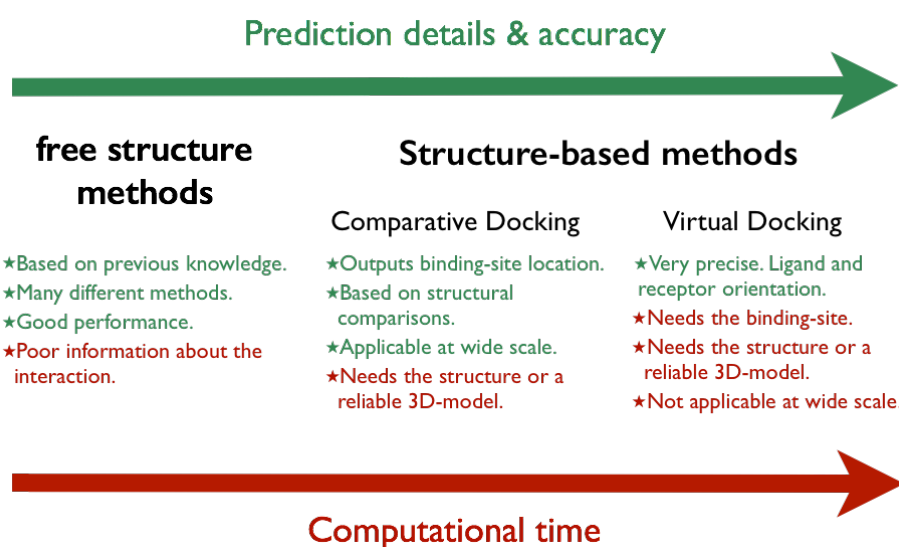 Prediction details & accuracy
free structure
methods
★Based on previous knowledge.
★Many different methods.
★Good performance.
★Poor information about the
interaction.
Structure-based methods
Comparative Docking
★Outputs binding-site location.
★Based on structural
comparisons.
★Applicable at wide scale.
★Needs the structure or a
reliable 3D-model.
Virtual Docking
★Very precise. Ligand and
receptor orientation.
★Needs the binding-site.
★Needs the structure or a
reliable 3D-model.
★Not applicable at wide scale.
Computational time